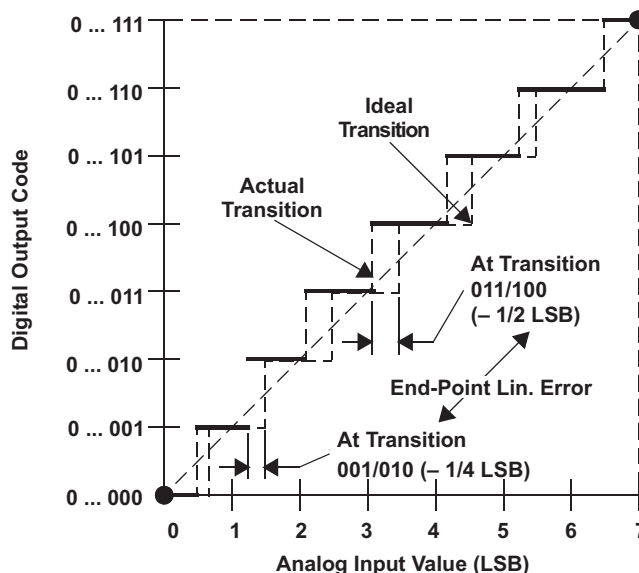 0 ... 111
0 ... 110
Ideal
Transition
0 ... 101
Actual
Transition
0 ... 100
At Transition
011/100
(– 1/2 LSB)
0 ... 011
0 ... 010
End-Point Lin. Error
0 ... 001
At Transition
001/010 (– 1/4 LSB)
0 ... 000
Digital Output Code
0 1 2 3 4 5 6 7
Analog Input Value (LSB)